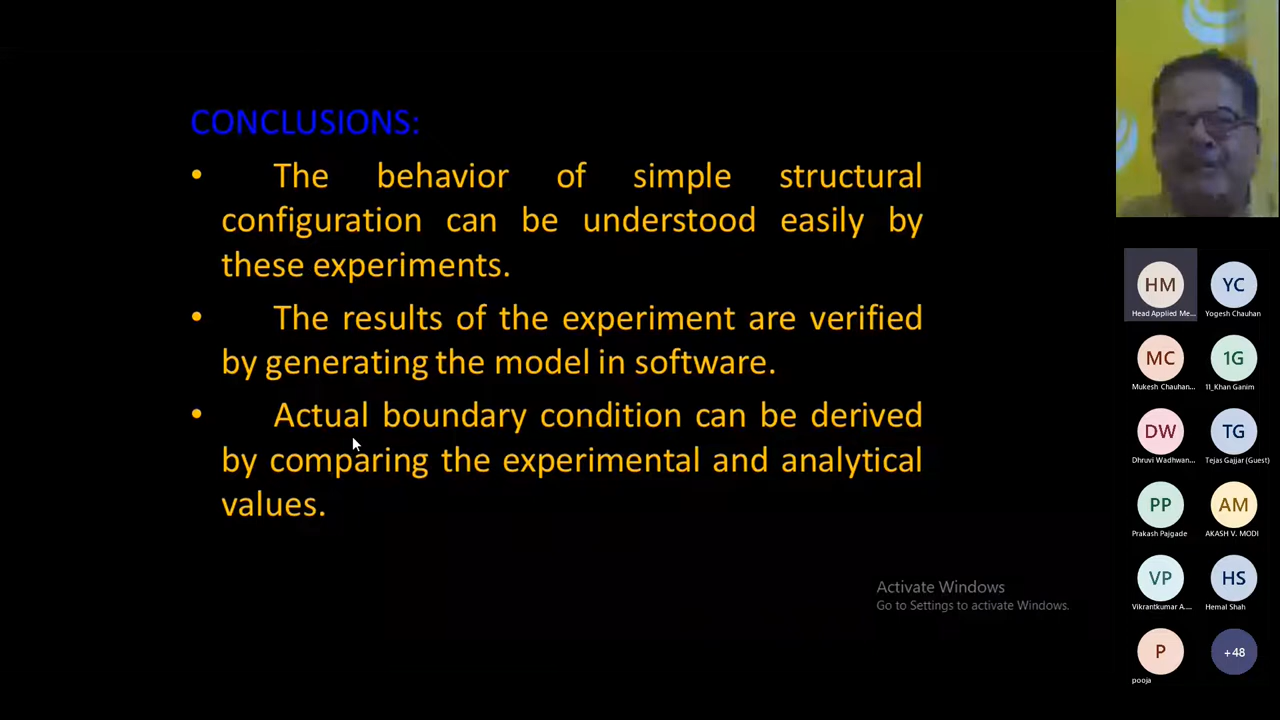 CONCLUSIONS:
• The behavior of simple structural
configuration can be understood easily by
these experiments.
• The results of the experiment are verified
by generating the model in software.
• Actual boundary condition can be derived
by comparing the experimental and analytical
values.
Activate Windows
Go to Settings to activate Windows.
HM
YC
Head Applied Me...
Yogesh Chauhan
MC
1G
Mukesh Chauhan...
11_Khan Ganim
DW
TG
Dhruvi Wadhwan...
Tejas Gajjar (Guest)
PP
AM
Prakash Pajgade
AKASH V. MODI
VP
HS
Vikrantkumar A....
Hemal Shah
P
+48
pooja